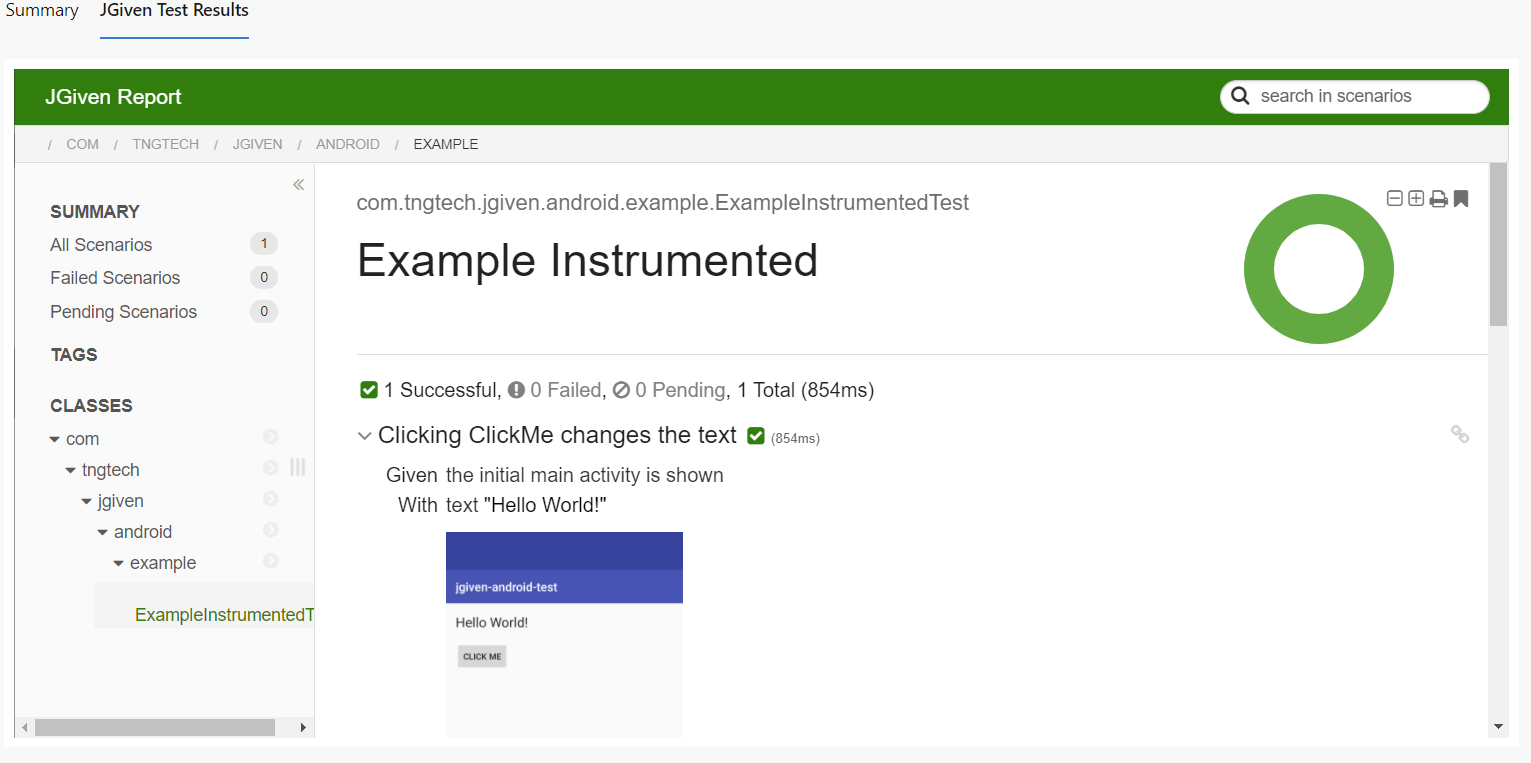 Summary JGiven Test Results
JGiven Report
search in scenarios
/ COM / TNGTECH / JGIVEN / ANDROID / EXAMPLE
SUMMARY
All Scenarios 1
Failed Scenarios 0
Pending Scenarios 0
TAGS
CLASSES
com
tngtech
jgiven
android
example
ExampleInstrumentedT
com.tngtech.jgiven.android.example.ExampleInstrumentedTest
Example Instrumented
1 Successful, 0 Failed, 0 Pending, 1 Total (854ms)
Clicking ClickMe changes the text (854ms)
Given the initial main activity is shown
With text "Hello World!"
jgiven-android-test
Hello World!
CLICK ME